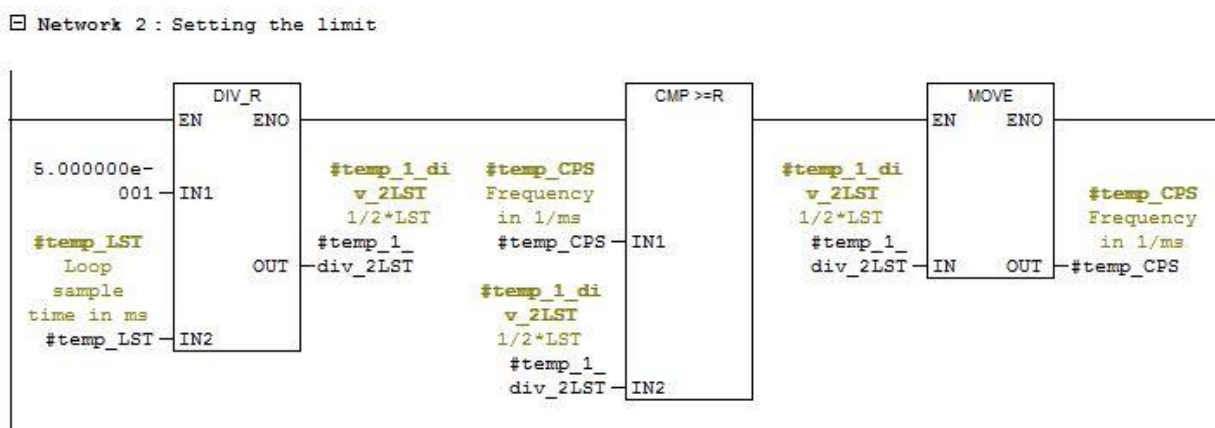 Network 2 : Setting the limit
DIV_R
EN ENO
5.000000e-
001
IN1
#temp_LST
Loop
sample
time in ms
#temp_LST
IN2
OUT
#temp_1_di
v_2LST
1/2*LST
#temp_1_
div_2LST
CMP >=R
#temp_CPS
Frequency
in 1/ms
#temp_CPS
IN1
#temp_1_di
v_2LST
1/2*LST
#temp_1_
div_2LST
IN2
MOVE
EN ENO
#temp_1_di
v_2LST
1/2*LST
#temp_1_
div_2LST
IN OUT
#temp_CPS
Frequency
in 1/ms
#temp_CPS